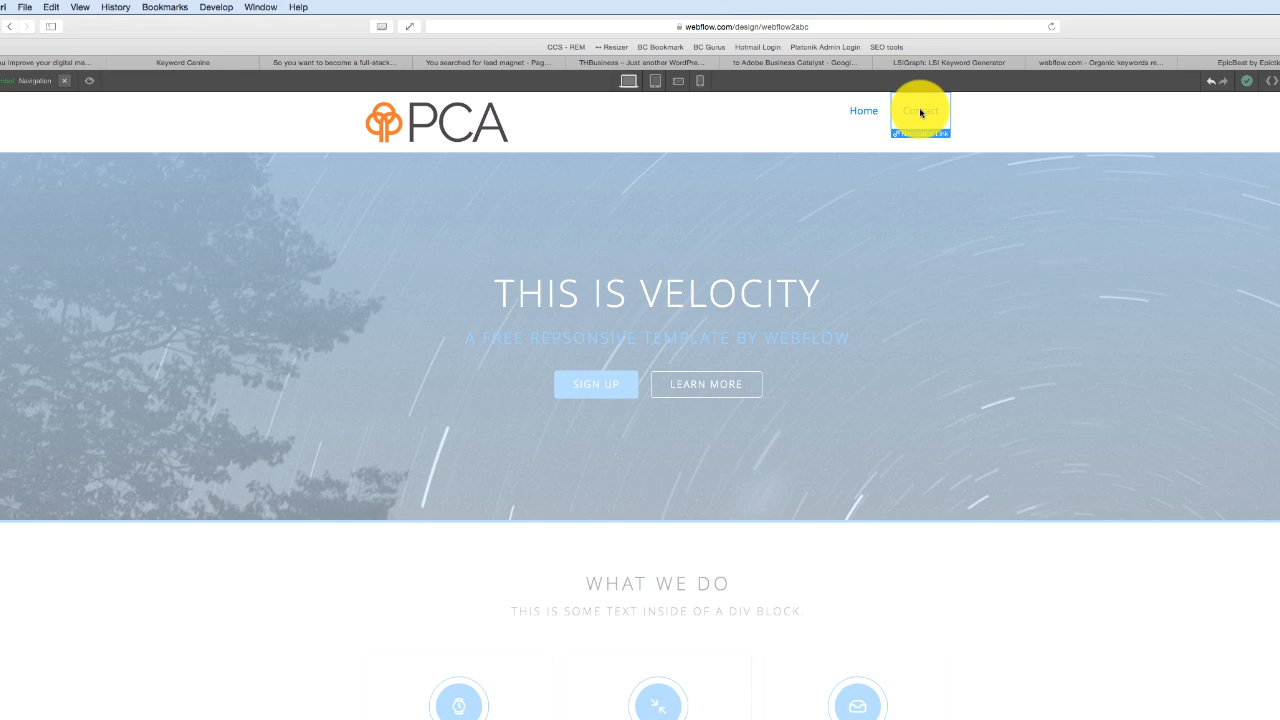 File Edit View History Bookmarks Develop Window Help
webflow.com/design/webflow2abc
CCS - REM Resizer BC Bookmark BC Gurus Hotmail Login Platonik Admin Login SEO tools
ou improve your digital me... Keyword Canine So you want to become a full-stack... You searched for lead magnet - Pag... THBusiness – Just another WordPre... to Adobe Business Catalyst - Googl... LSIGraph: LSI Keyword Generator webflow.com - Organic keywords re... EpicBeat by Epictio
Navigation
PCA
Home Contact
Link
THIS IS VELOCITY
A FREE REPSONSIVE TEMPLATE BY WEBFLOW
SIGN UP LEARN MORE
WHAT WE DO
THIS IS SOME TEXT INSIDE OF A DIV BLOCK.